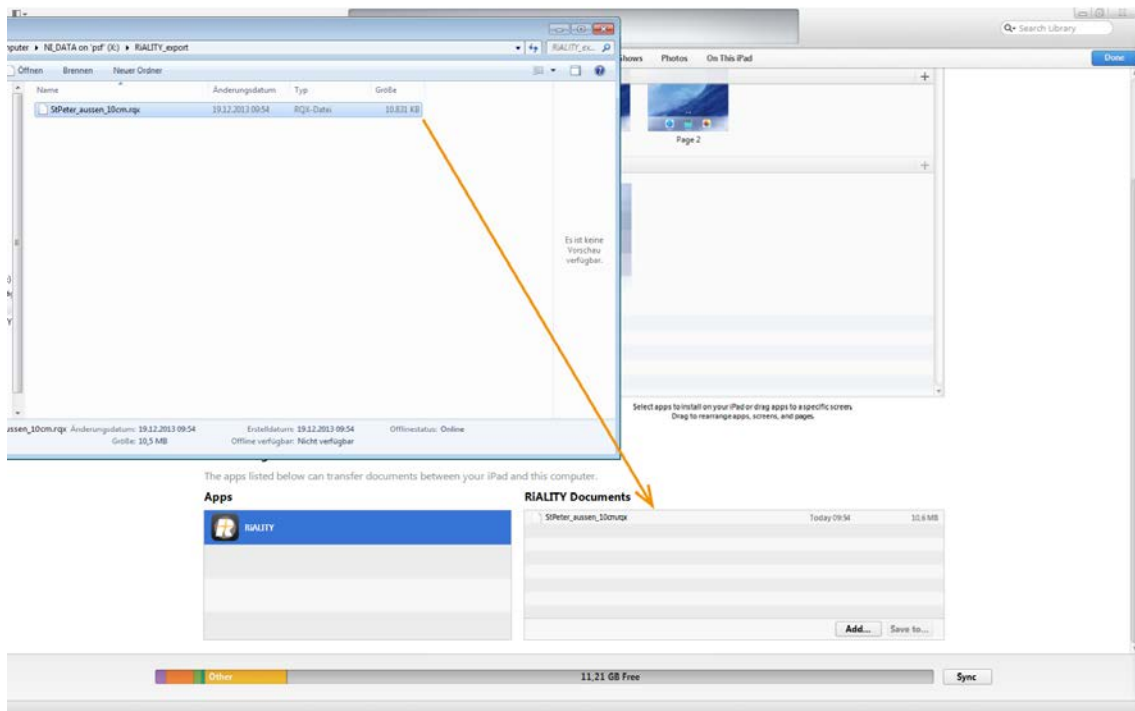 Search Library
nputer ▸ NI_DATA on 'psf' (X:) ▸ RiALITY_export
RiALITY_ex...
Shows Photos On This iPad Done
Öffnen Brennen Neuer Ordner
Name Änderungsdatum Typ Größe
StPeter_aussen_10cm.rqx 19.12.2013 09:54 RQX-Datei 10.831 KB
Page 2
Es ist keine
Vorschau
verfügbar.
Select apps to install on your iPad or drag apps to a specific screen.
Drag to rearrange apps, screens, and pages.
ussen_10cm.rqx Änderungsdatum: 19.12.2013 09:54 Erstelldatum: 19.12.2013 09:54 Offlinestatus: Online
Größe: 10,5 MB Offline verfügbar: Nicht verfügbar
The apps listed below can transfer documents between your iPad and this computer.
Apps RiALITY Documents
RiALITY
StPeter_aussen_10cm.rqx Today 09:54 10,6 MB
Add... Save to...
Other 11,21 GB Free Sync